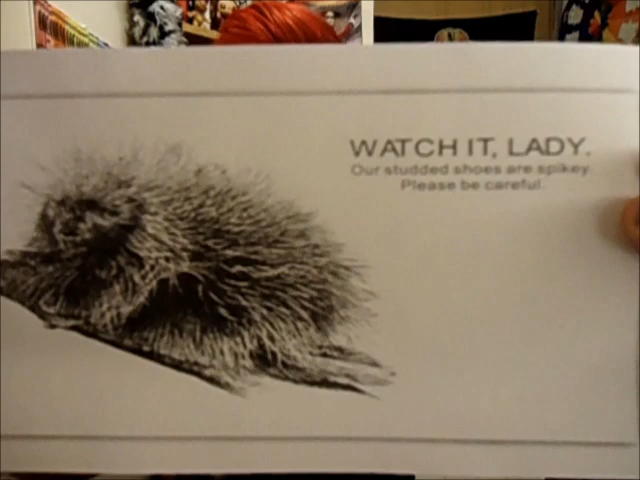 WATCH IT, LADY.
Our studded shoes are spikey.
Please be careful.